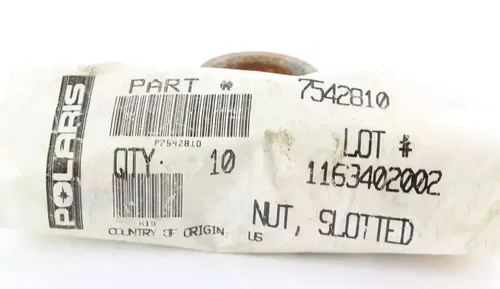 POLARIS
PART # 7542810
P7542810
LOT #
QTY. 10 1163402002
NUT, SLOTTED
COUNTRY OF ORIGIN: US